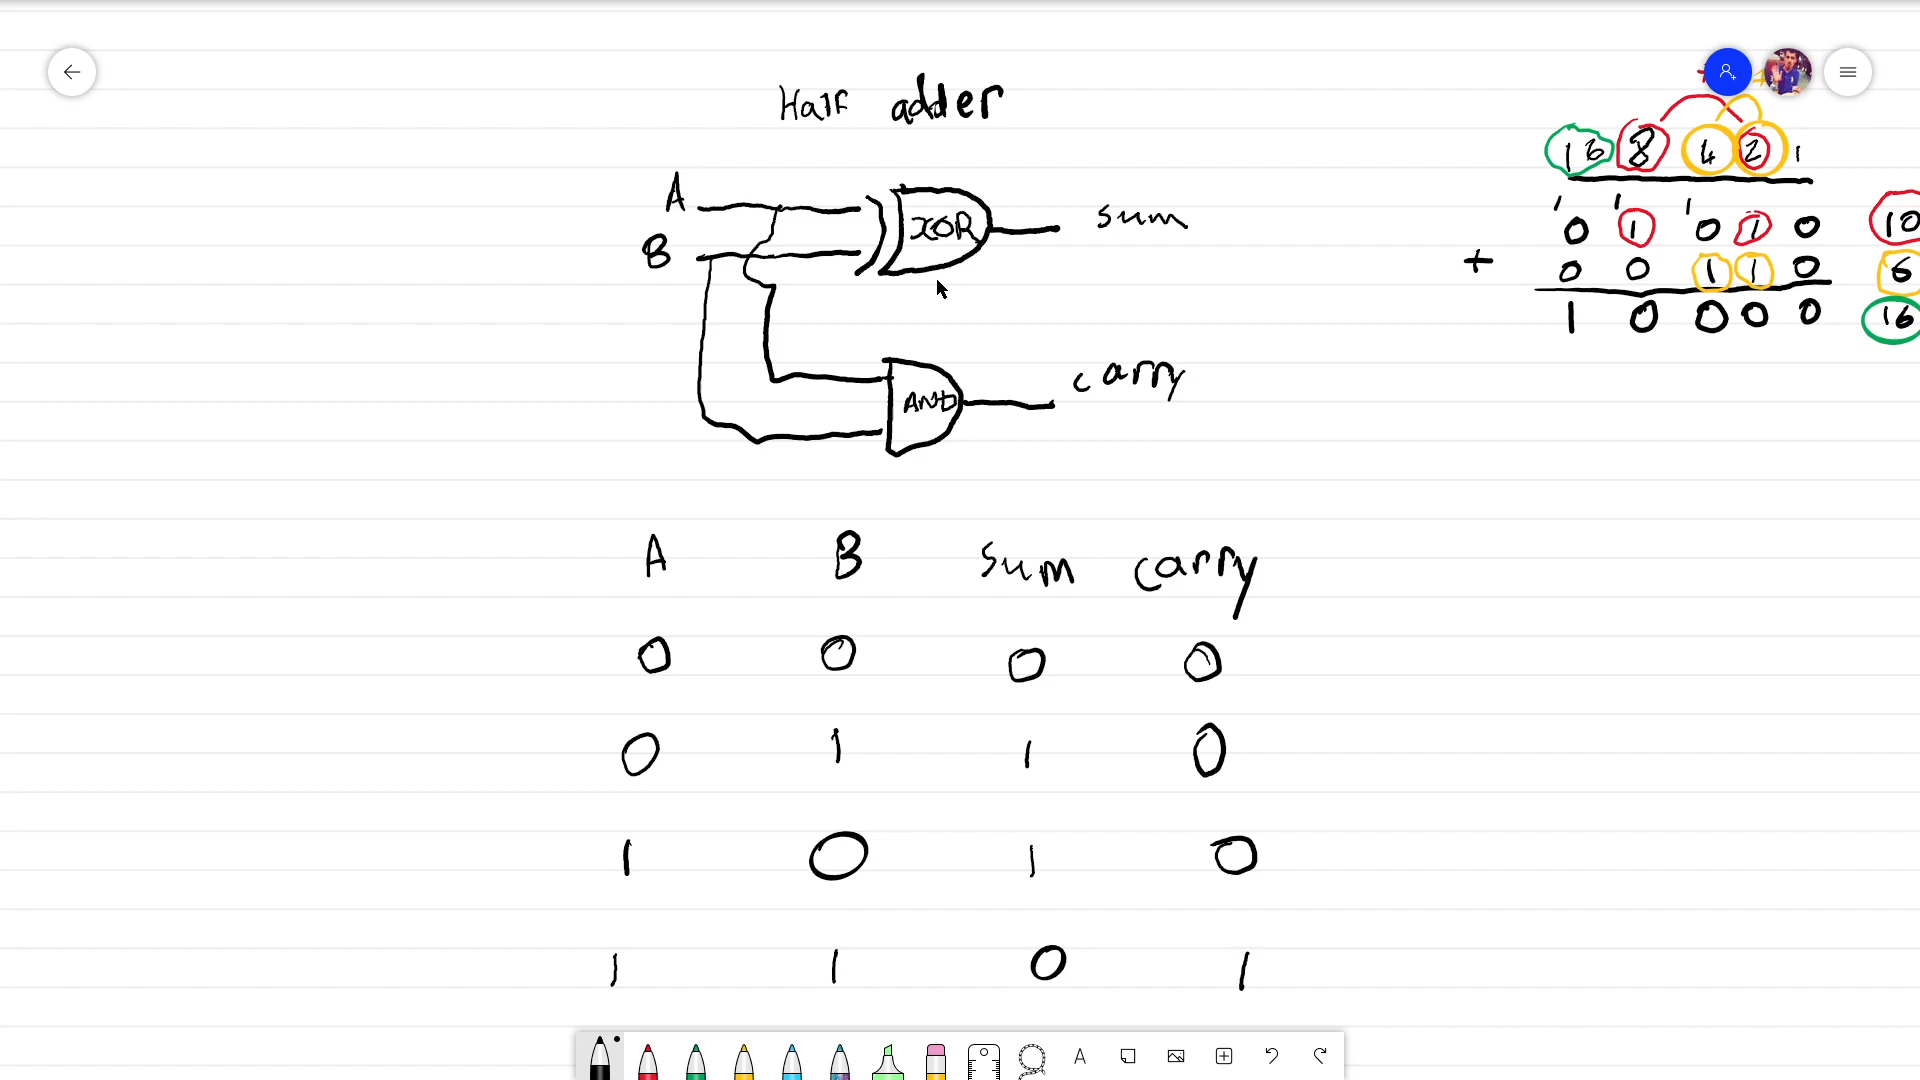 Half adder
A
XOR
sum
B
AND
carry
A B sum carry
0 0 0 0
0 1 1 0
1 0 1 0
1 1 0 1
16 8 4 2 1
1 1 1
0 1 0 1 0 10
+ 0 0 1 1 0 6
1 0 0 0 0 16
A